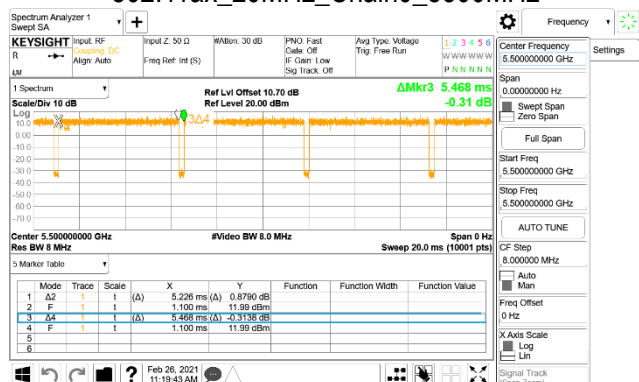 Spectrum Analyzer 1
Swept SA
Frequency
KEYSIGHT
R
LXI
Input: RF
Coupling: DC
Align: Auto
Input Z: 50 Ω
Freq Ref: Int (S)
#Atten: 30 dB
PNO: Fast
Gate: Off
IF Gain: Low
Sig Track: Off
Avg Type: Voltage
Trig: Free Run
1 2 3 4 5 6
W W W W W W
P N N N N N
1 Spectrum
Scale/Div 10 dB
Log
Ref Lvl Offset 10.70 dB
Ref Level 20.00 dBm
ΔMkr3 5.468 ms
-0.31 dB
3Δ4
10.0
0.00
-10.0
-20.0
-30.0
-40.0
-50.0
-60.0
-70.0
Center 5.500000000 GHz
Res BW 8 MHz
#Video BW 8.0 MHz
Span 0 Hz
Sweep 20.0 ms (10001 pts)
5 Marker Table
Mode Trace Scale X Y Function Function Width Function Value
1 Δ2 1 t (Δ) 5.226 ms (Δ) 0.8790 dB
2 F 1 t 1.100 ms 11.99 dBm
3 Δ4 1 t (Δ) 5.468 ms (Δ) -0.3138 dB
4 F 1 t 1.100 ms 11.99 dBm
5
6
Feb 26, 2021
11:19:43 AM
Center Frequency
5.500000000 GHz
Span
0.00000000 Hz
Swept Span
Zero Span
Full Span
Start Freq
5.500000000 GHz
Stop Freq
5.500000000 GHz
AUTO TUNE
CF Step
8.000000 MHz
Auto
Man
Freq Offset
0 Hz
X Axis Scale
Log
Lin
Signal Track
Settings